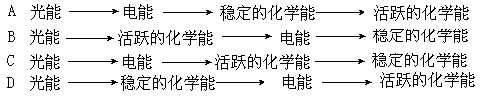 A 光能 → 电能 → 稳定的化学能 → 活跃的化学能
B 光能 → 活跃的化学能 → 电能 → 稳定的化学能
C 光能 → 电能 → 活跃的化学能 → 稳定的化学能
D 光能 → 稳定的化学能 → 电能 → 活跃的化学能